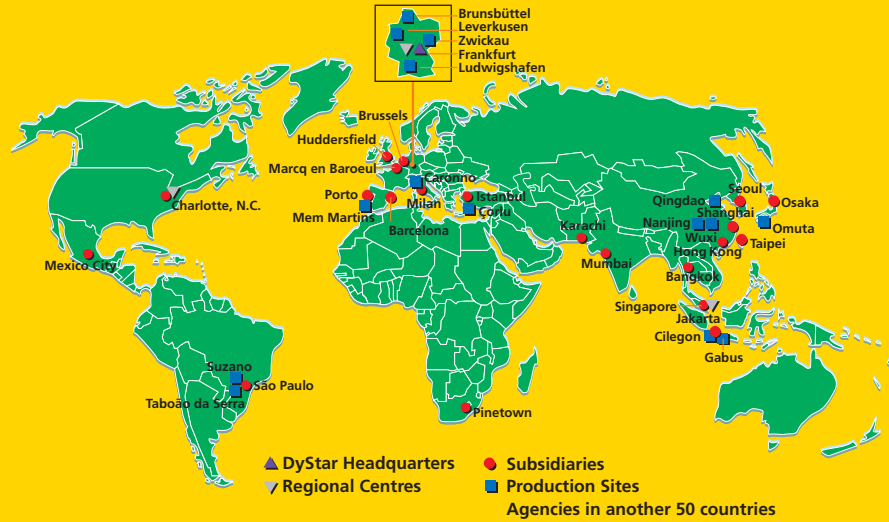 Brunsbüttel
Leverkusen
Zwickau
Frankfurt
Ludwigshafen
Brussels
Huddersfield
Marcq en Baroeul
Caronno
Porto
Milan
Istanbul
Mem Martins
Çorlu
Barcelona
Charlotte, N.C.
Mexico City
Karachi
Mumbai
Seoul
Qingdao
Osaka
Shanghai
Nanjing
Omuta
Wuxi
Taipei
Hong Kong
Bangkok
Singapore
Jakarta
Cilegon
Gabus
Suzano
São Paulo
Taboão da Serra
Pinetown
DyStar Headquarters
Subsidiaries
Regional Centres
Production Sites
Agencies in another 50 countries